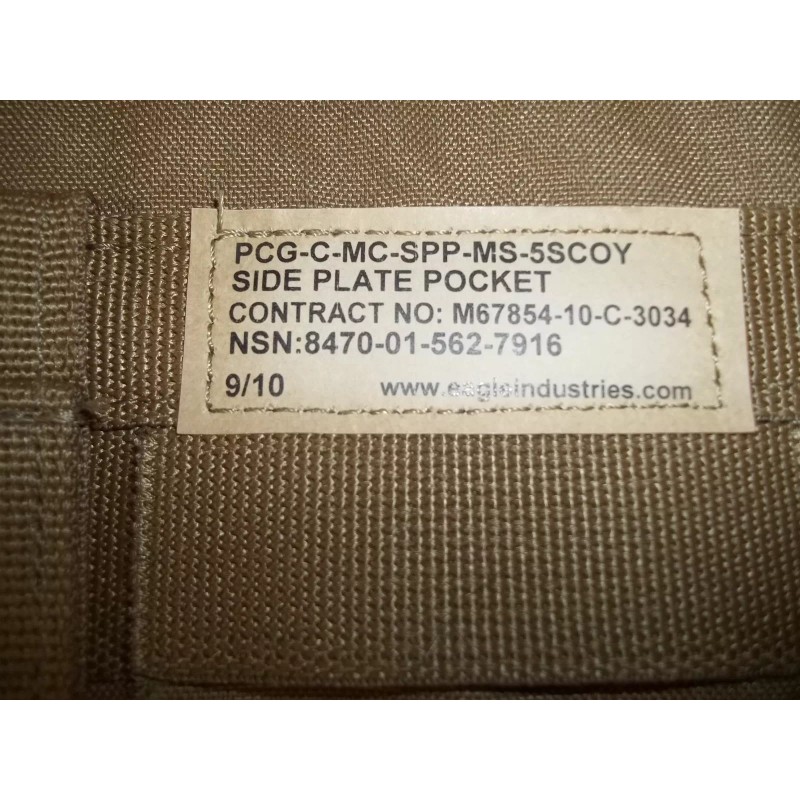 PCG-C-MC-SPP-MS-5SCOY
SIDE PLATE POCKET
CONTRACT NO: M67854-10-C-3034
NSN:8470-01-562-7916
9/10 www.eagleindustries.com